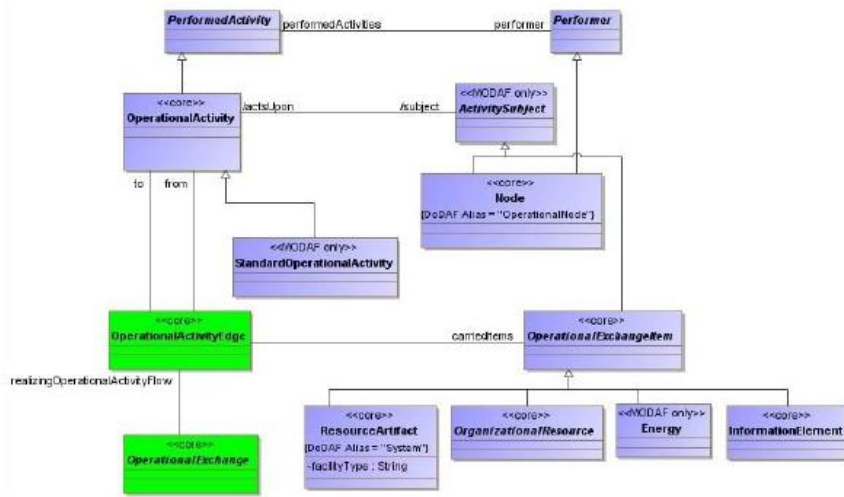 PerformedActivity
performedActivities
performer
Performer
<<core>>
OperationalActivity
/actsUpon
/subject
<<MODAF only>>
ActivitySubject
to
from
<<core>>
Node
{DoDAF Alias = "OperationalNode"}
<<MODAF only>>
StandardOperationalActivity
<<core>>
OperationalActivityEdge
carriedItems
<<core>>
OperationalExchangeItem
realizingOperationalActivityFlow
<<core>>
OperationalExchange
<<core>>
ResourceArtifact
{DoDAF Alias = "System"}
-facilityType : String
<<core>>
OrganizationalResource
<<MODAF only>>
Energy
<<core>>
InformationElement